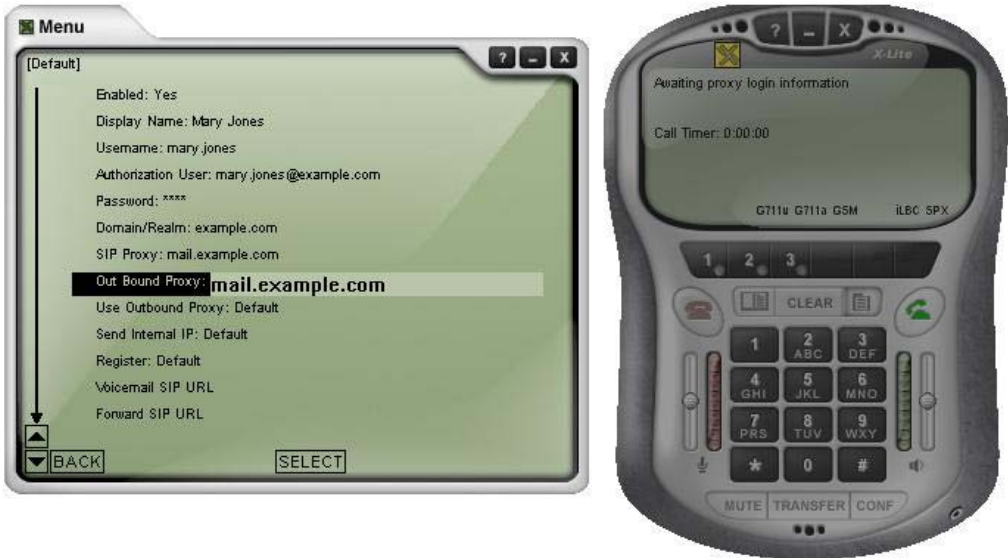 Menu
? – X
[Default]
Enabled: Yes
Display Name: Mary Jones
Username: mary.jones
Authorization User: mary.jones@example.com
Password: ****
Domain/Realm: example.com
SIP Proxy: mail.example.com
Out Bound Proxy: mail.example.com
Use Outbound Proxy: Default
Send Internal IP: Default
Register: Default
Voicemail SIP URL
Forward SIP URL
BACK SELECT
? – X
X-Lite
Awaiting proxy login information
Call Timer: 0:00:00
G711u G711a GSM iLBC SPX
1 2 3
CLEAR
1 2 3
ABC DEF
4 5 6
GHI JKL MNO
7 8 9
PRS TUV WXY
* 0 #
MUTE TRANSFER CONF